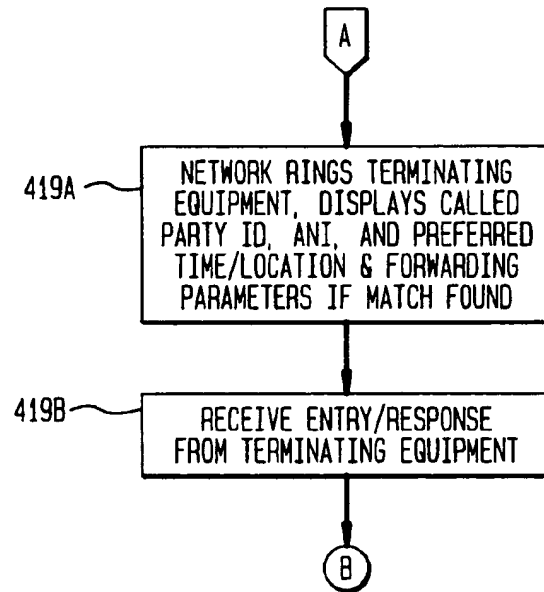 A
419A
NETWORK RINGS TERMINATING
EQUIPMENT, DISPLAYS CALLED
PARTY ID, ANI, AND PREFERRED
TIME/LOCATION & FORWARDING
PARAMETERS IF MATCH FOUND
419B
RECEIVE ENTRY/RESPONSE
FROM TERMINATING EQUIPMENT
B